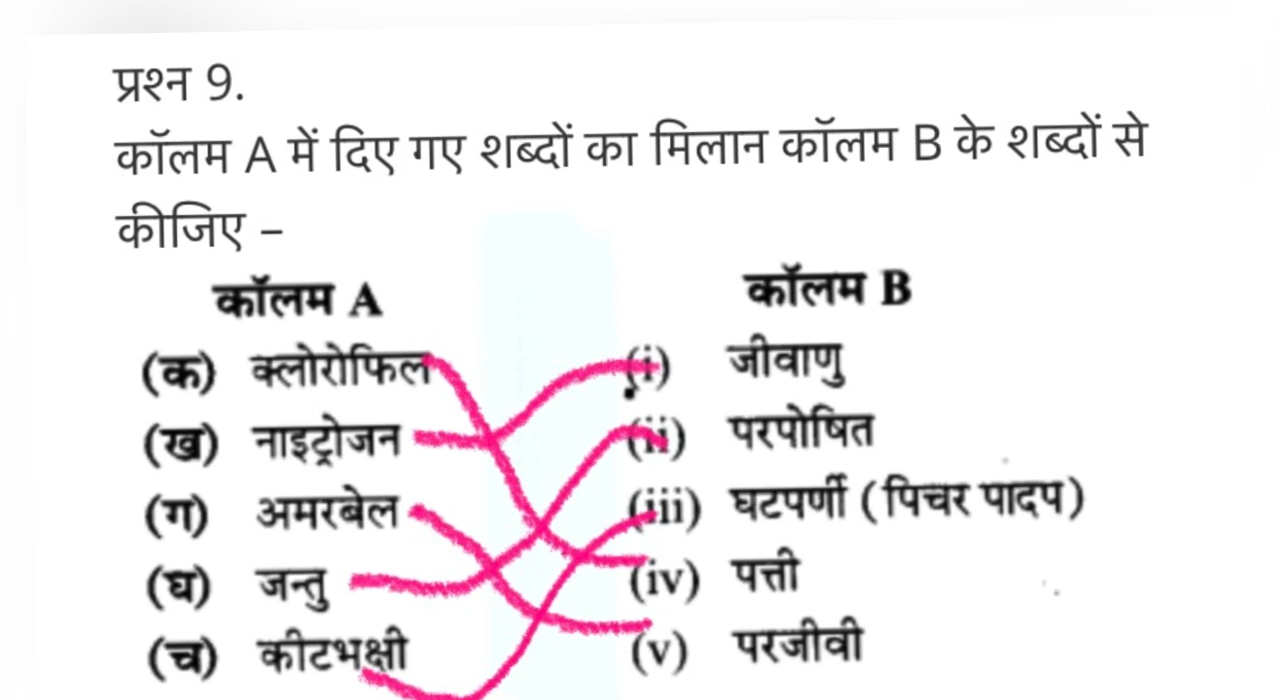 प्रश्न 9.
कॉलम A में दिए गए शब्दों का मिलान कॉलम B के शब्दों से
कीजिए –
कॉलम A कॉलम B
(क) क्लोरोफिल (i) जीवाणु
(ख) नाइट्रोजन (ii) परपोषित
(ग) अमरबेल (iii) घटपर्णी (पिचर पादप)
(घ) जन्तु (iv) पत्ती
(च) कीटभक्षी (v) परजीवी